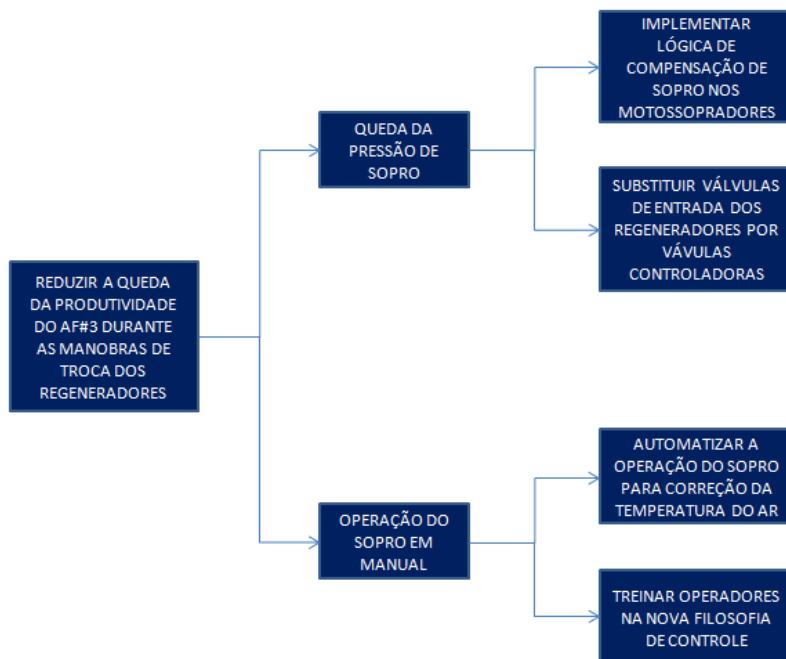 IMPLEMENTAR
LÓGICA DE
COMPENSAÇÃO DE
SOPRO NOS
MOTOSSOPRADORES
QUEDA DA
PRESSÃO DE
SOPRO
SUBSTITUIR VÁLVULAS
DE ENTRADA DOS
REGENERADORES POR
VÁVULAS
CONTROLADORAS
REDUZIR A QUEDA
DA PRODUTIVIDADE
DO AF#3 DURANTE
AS MANOBRAS DE
TROCA DOS
REGENERADORES
AUTOMATIZAR A
OPERAÇÃO DO SOPRO
PARA CORREÇÃO DA
TEMPERATURA DO AR
OPERAÇÃO DO
SOPRO EM
MANUAL
TREINAR OPERADORES
NA NOVA FILOSOFIA
DE CONTROLE